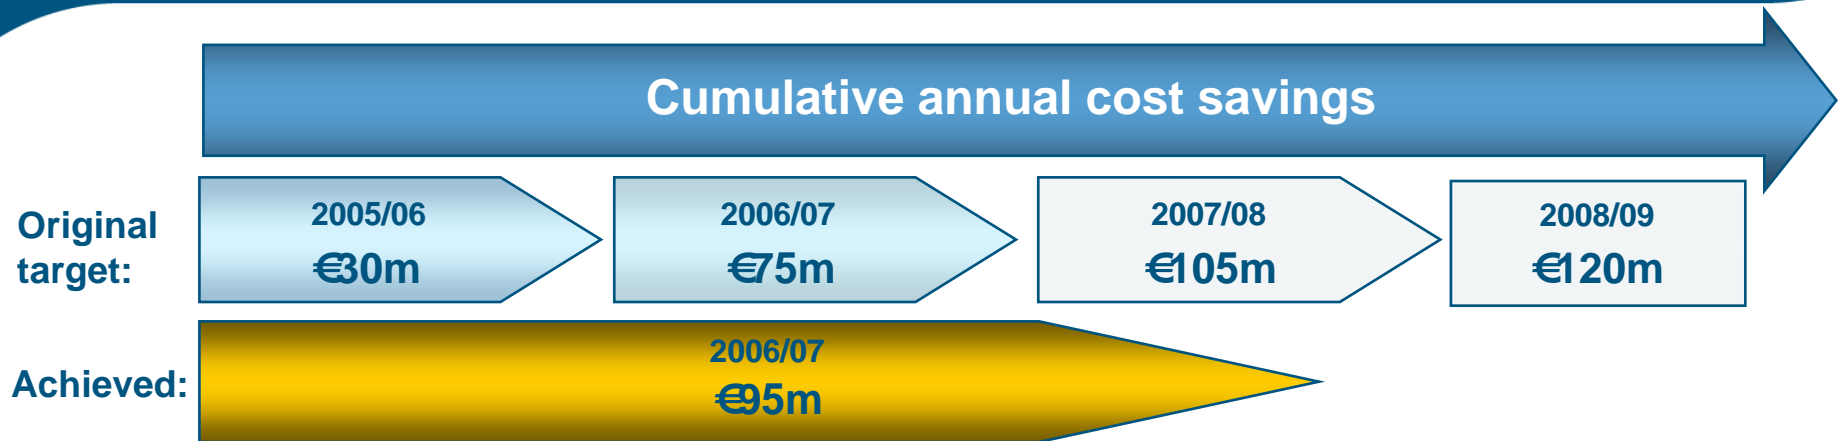 Cumulative annual cost savings
Original
target:
2005/06
€30m
2006/07
€75m
2007/08
€105m
2008/09
€120m
Achieved:
2006/07
€95m